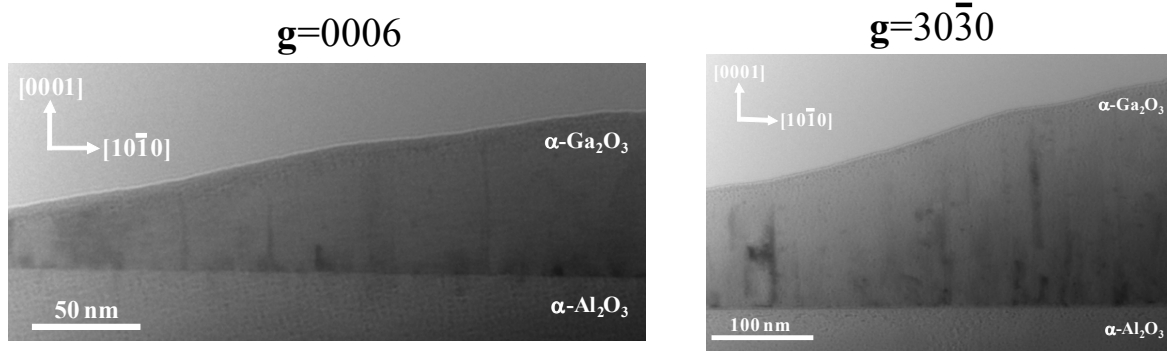 g=0006
[0001]
[101̄0]
α-Ga₂O₃
α-Al₂O₃
50 nm
g=303̄0
[0001]
[101̄0]
α-Ga₂O₃
α-Al₂O₃
100 nm